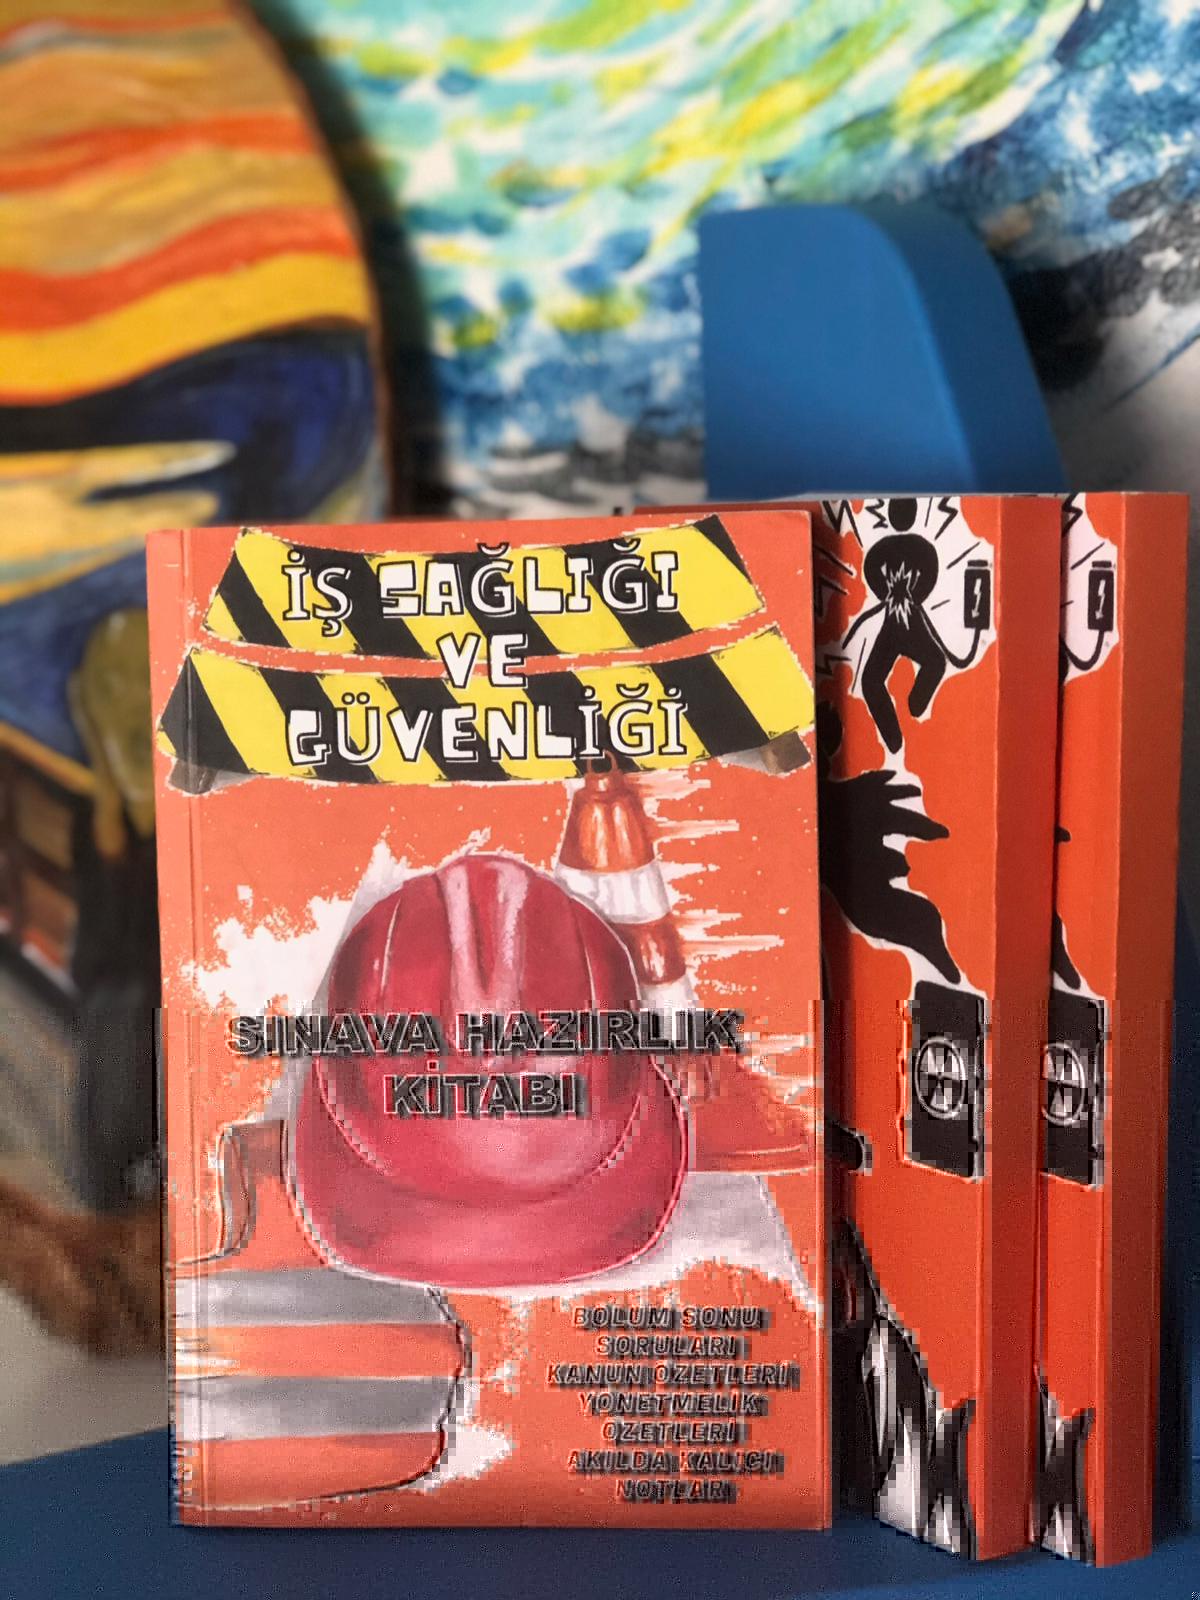 İŞ SAĞLIĞI
VE
GÜVENLİĞİ
SINAVA HAZIRLIK
KİTABI
BÖLÜM SONU
SORULARI
KANUN ÖZETLERİ
YÖNETMELİK
ÖZETLERİ
AKILDA KALICI
NOTLAR